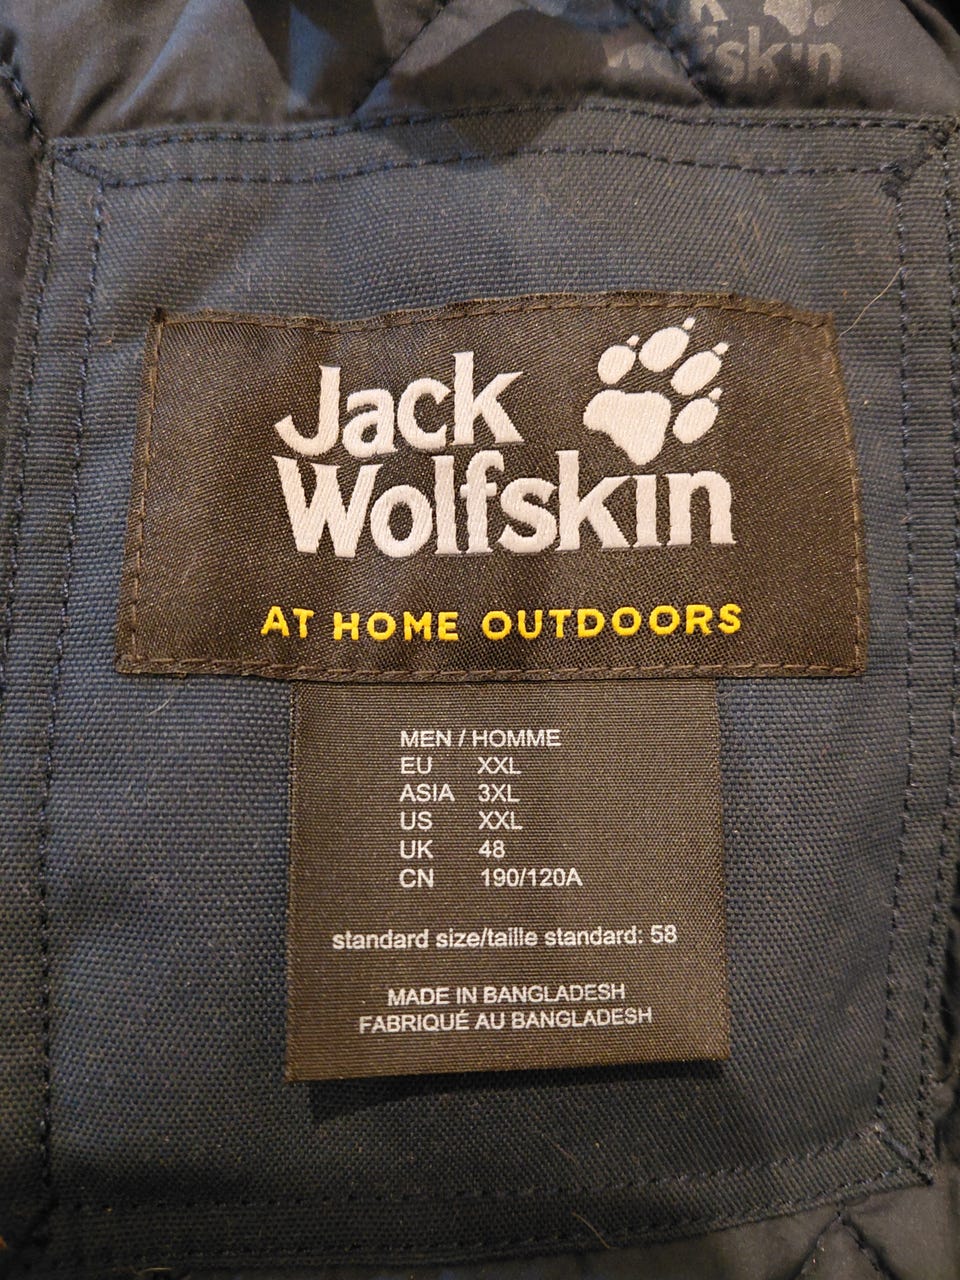 k
Wolfskin
Jack
Wolfskin
AT HOME OUTDOORS
MEN / HOMME
EU XXL
ASIA 3XL
US XXL
UK 48
CN 190/120A
standard size/taille standard: 58
MADE IN BANGLADESH
FABRIQUÉ AU BANGLADESH